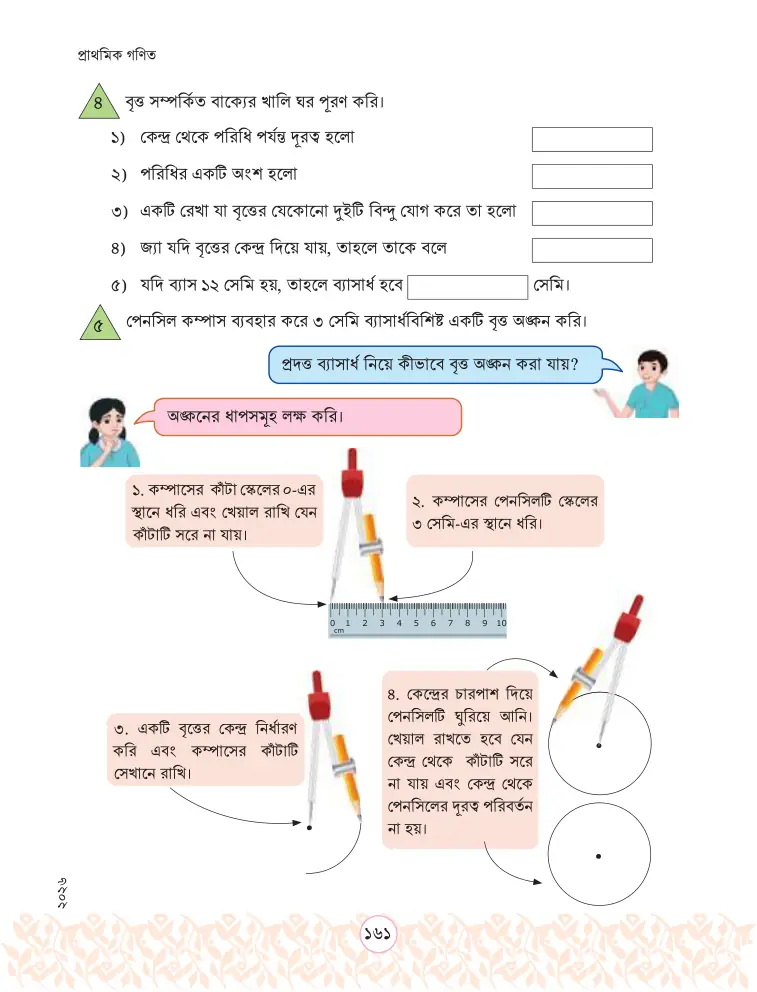 প্রাথমিক গণিত
৪ বৃত্ত সম্পর্কিত বাক্যের খালি ঘর পূরণ করি।
১) কেন্দ্র থেকে পরিধি পর্যন্ত দূরত্ব হলো
২) পরিধির একটি অংশ হলো
৩) একটি রেখা যা বৃত্তের যেকোনো দুইটি বিন্দু যোগ করে তা হলো
৪) জ্যা যদি বৃত্তের কেন্দ্র দিয়ে যায়, তাহলে তাকে বলে
৫) যদি ব্যাস ১২ সেমি হয়, তাহলে ব্যাসার্ধ হবে সেমি।
৫ পেনসিল কম্পাস ব্যবহার করে ৩ সেমি ব্যাসার্ধবিশিষ্ট একটি বৃত্ত অঙ্কন করি।
প্রদত্ত ব্যাসার্ধ নিয়ে কীভাবে বৃত্ত অঙ্কন করা যায়?
অঙ্কনের ধাপসমূহ লক্ষ করি।
১. কম্পাসের কাঁটা স্কেলের ০-এর
স্থানে ধরি এবং খেয়াল রাখি যেন
কাঁটাটি সরে না যায়।
২. কম্পাসের পেনসিলটি স্কেলের
৩ সেমি-এর স্থানে ধরি।
0 1 2 3 4 5 6 7 8 9 10
cm
৩. একটি বৃত্তের কেন্দ্র নির্ধারণ
করি এবং কম্পাসের কাঁটাটি
সেখানে রাখি।
৪. কেন্দ্রের চারপাশ দিয়ে
পেনসিলটি ঘুরিয়ে আনি।
খেয়াল রাখতে হবে যেন
কেন্দ্র থেকে কাঁটাটি সরে
না যায় এবং কেন্দ্র থেকে
পেনসিলের দূরত্ব পরিবর্তন
না হয়।
২০২৬
১৬১